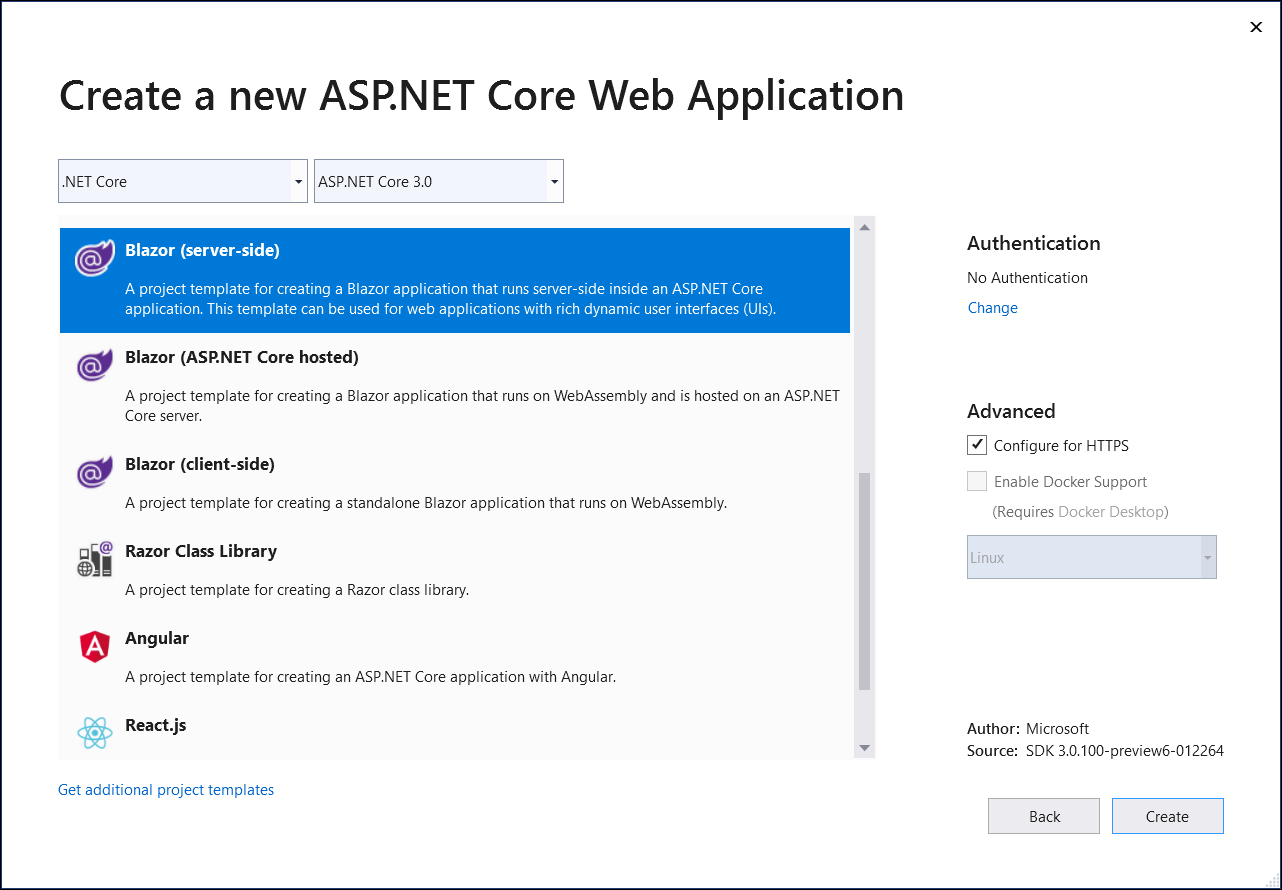 Create a new ASP.NET Core Web Application
.NET Core
ASP.NET Core 3.0
Blazor (server-side)
A project template for creating a Blazor application that runs server-side inside an ASP.NET Core
application. This template can be used for web applications with rich dynamic user interfaces (UIs).
Blazor (ASP.NET Core hosted)
A project template for creating a Blazor application that runs on WebAssembly and is hosted on an ASP.NET
Core server.
Blazor (client-side)
A project template for creating a standalone Blazor application that runs on WebAssembly.
Razor Class Library
A project template for creating a Razor class library.
Angular
A project template for creating an ASP.NET Core application with Angular.
React.js
Get additional project templates
Authentication
No Authentication
Change
Advanced
Configure for HTTPS
Enable Docker Support
(Requires Docker Desktop)
Linux
Author: Microsoft
Source: SDK 3.0.100-preview6-012264
Back
Create